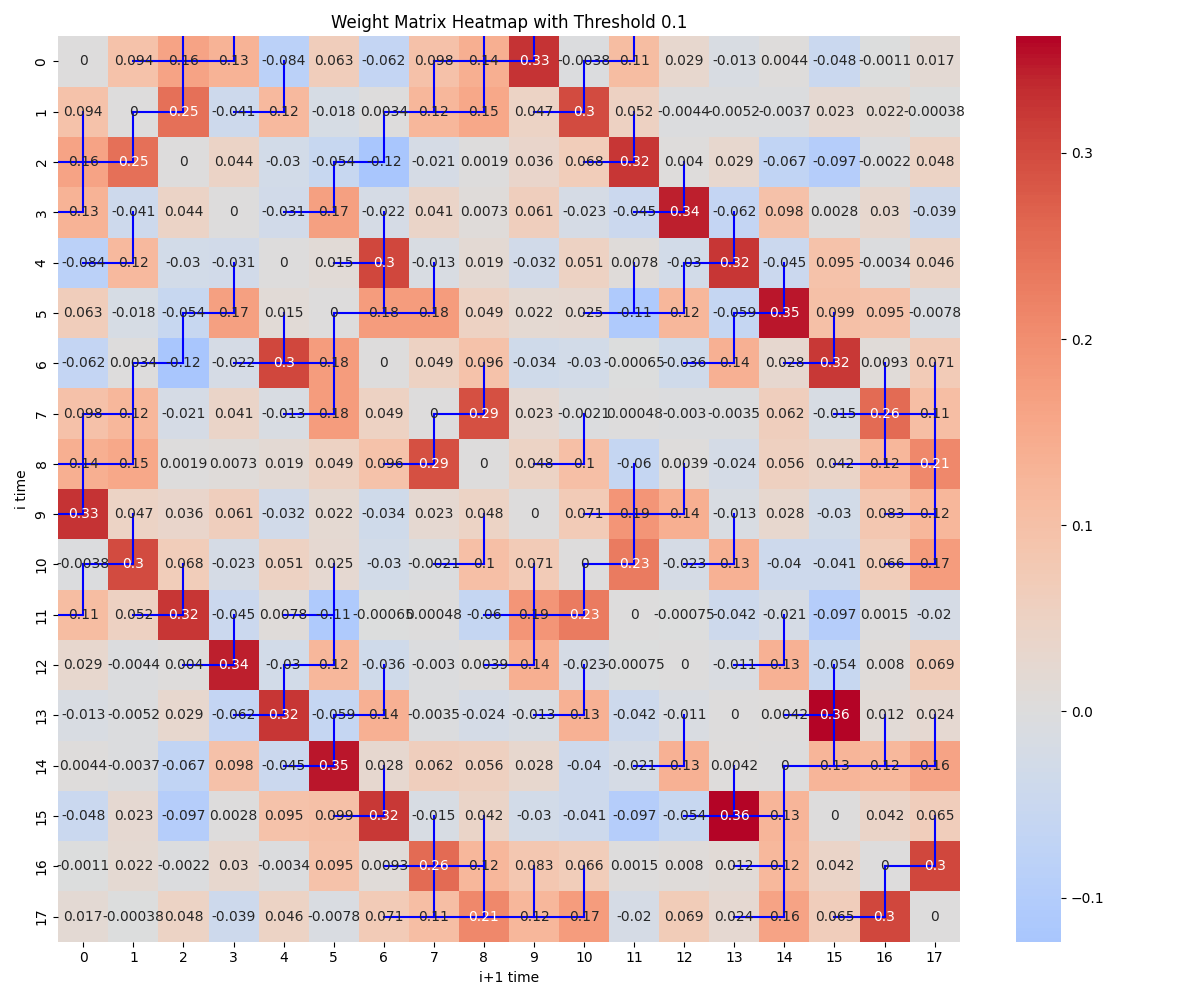 Weight Matrix Heatmap with Threshold 0.1
0 0 0.094 0.16 0.13 -0.084 0.063 -0.062 0.098 0.14 0.33 -0.0038 0.11 0.029 -0.013 0.0044 -0.048 -0.0011 0.017
1 0.094 0 0.25 -0.041 0.12 -0.018 0.0034 0.12 0.15 0.047 0.3 0.052 -0.0044 -0.0052 -0.0037 0.023 0.022 -0.00038
2 0.16 0.25 0 0.044 -0.03 -0.054 -0.12 -0.021 0.0019 0.036 0.068 0.32 0.004 0.029 -0.067 -0.097 -0.0022 0.048
3 0.13 -0.041 0.044 0 -0.031 0.17 -0.022 0.041 0.0073 0.061 -0.023 -0.045 0.34 -0.062 0.098 0.0028 0.03 -0.039
4 -0.084 0.12 -0.03 -0.031 0 0.015 0.3 -0.013 0.019 -0.032 0.051 0.0078 -0.03 0.32 -0.045 0.095 -0.0034 0.046
5 0.063 -0.018 -0.054 0.17 0.015 0 0.18 0.18 0.049 0.022 0.025 -0.11 0.12 -0.059 0.35 0.099 0.095 -0.0078
6 -0.062 0.0034 -0.12 -0.022 0.3 0.18 0 0.049 0.096 -0.034 -0.03 -0.00065 -0.036 0.14 0.028 0.32 0.0093 0.071
7 0.098 0.12 -0.021 0.041 -0.013 0.18 0.049 0 0.29 0.023 -0.0021 0.00048 -0.003 -0.0035 0.062 -0.015 0.26 0.11
8 0.14 0.15 0.0019 0.0073 0.019 0.049 0.096 0.29 0 0.048 0.1 -0.06 0.0039 -0.024 0.056 0.042 0.12 0.21
9 0.33 0.047 0.036 0.061 -0.032 0.022 -0.034 0.023 0.048 0 0.071 0.19 0.14 -0.013 0.028 -0.03 0.083 0.12
10 -0.0038 0.3 0.068 -0.023 0.051 0.025 -0.03 -0.0021 0.1 0.071 0 0.23 -0.023 0.13 -0.04 -0.041 0.066 0.17
11 0.11 0.052 0.32 -0.045 0.0078 -0.11 -0.00065 0.00048 -0.06 0.19 0.23 0 -0.00075 -0.042 -0.021 -0.097 0.0015 -0.02
12 0.029 -0.0044 0.004 0.34 -0.03 0.12 -0.036 -0.003 0.0039 0.14 -0.023 -0.00075 0 -0.011 0.13 -0.054 0.008 0.069
13 -0.013 -0.0052 0.029 -0.062 0.32 -0.059 0.14 -0.0035 -0.024 -0.013 0.13 -0.042 -0.011 0 0.0042 0.36 0.012 0.024
14 0.0044 -0.0037 -0.067 0.098 -0.045 0.35 0.028 0.062 0.056 0.028 -0.04 -0.021 0.13 0.0042 0 0.13 0.12 0.16
15 -0.048 0.023 -0.097 0.0028 0.095 0.099 0.32 -0.015 0.042 -0.03 -0.041 -0.097 -0.054 0.36 0.13 0 0.042 0.065
16 -0.0011 0.022 -0.0022 0.03 -0.0034 0.095 0.0093 0.26 0.12 0.083 0.066 0.0015 0.008 0.012 0.12 0.042 0 0.3
17 0.017 -0.00038 0.048 -0.039 0.046 -0.0078 0.071 0.11 0.21 0.12 0.17 -0.02 0.069 0.024 0.16 0.065 0.3 0
0 1 2 3 4 5 6 7 8 9 10 11 12 13 14 15 16 17
i+1 time
i time
0.3
0.2
0.1
0.0
−0.1